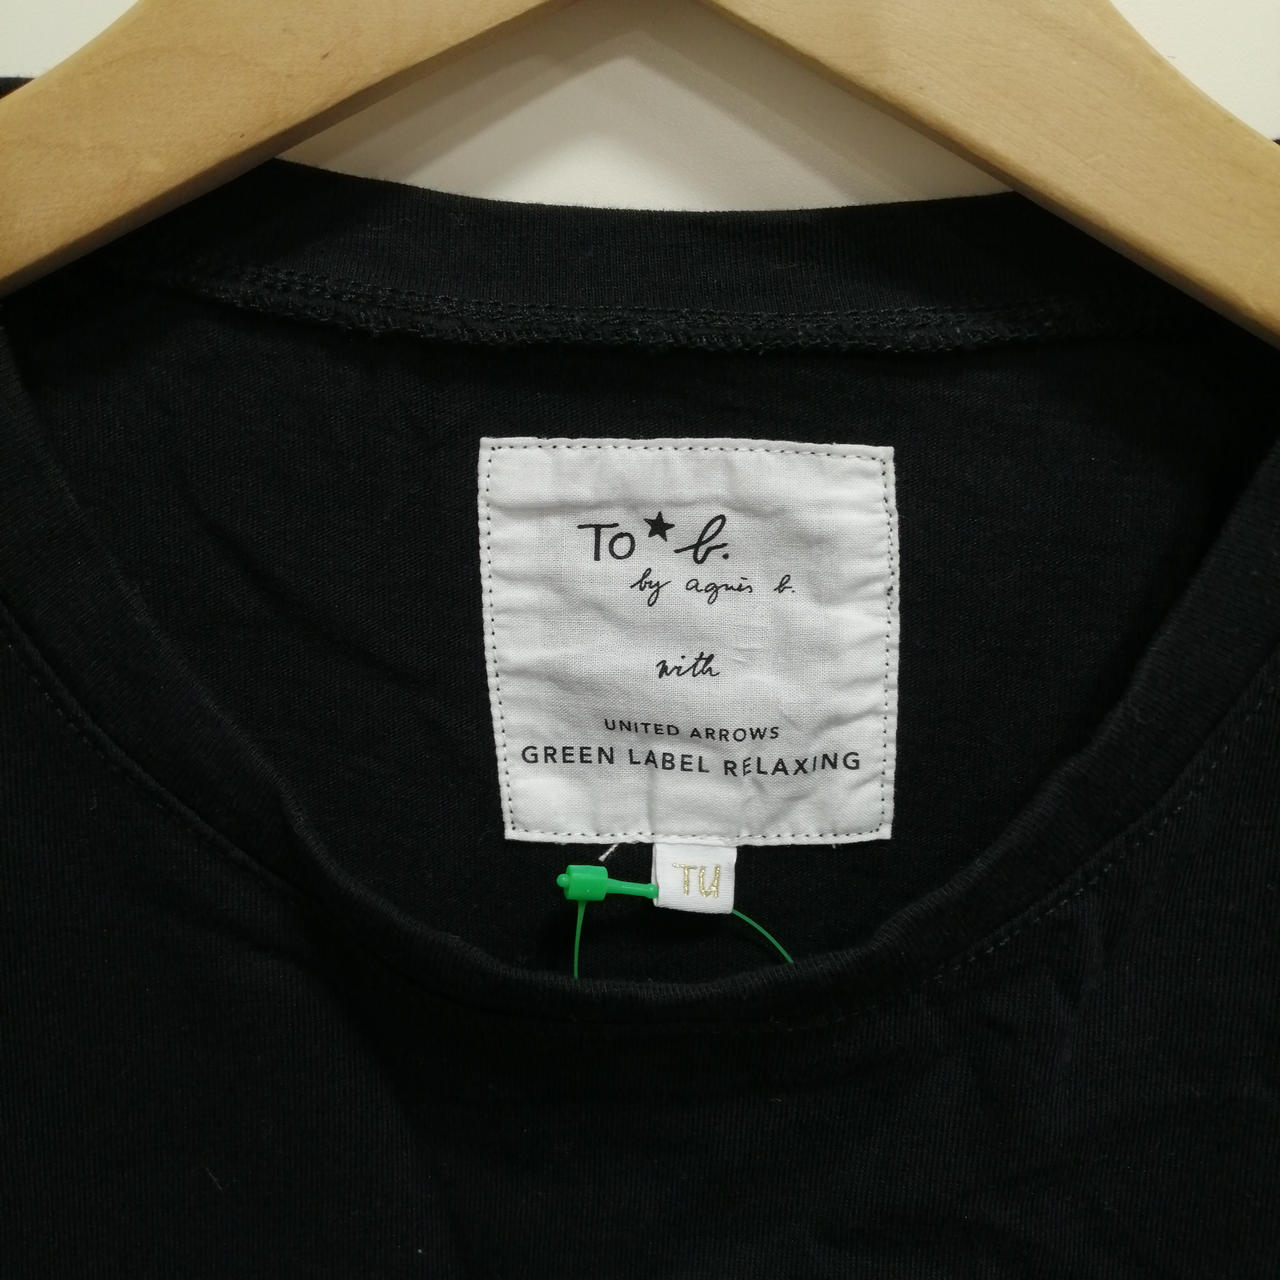 To★b.
by agnès b.
with
UNITED ARROWS
GREEN LABEL RELAXING
TU